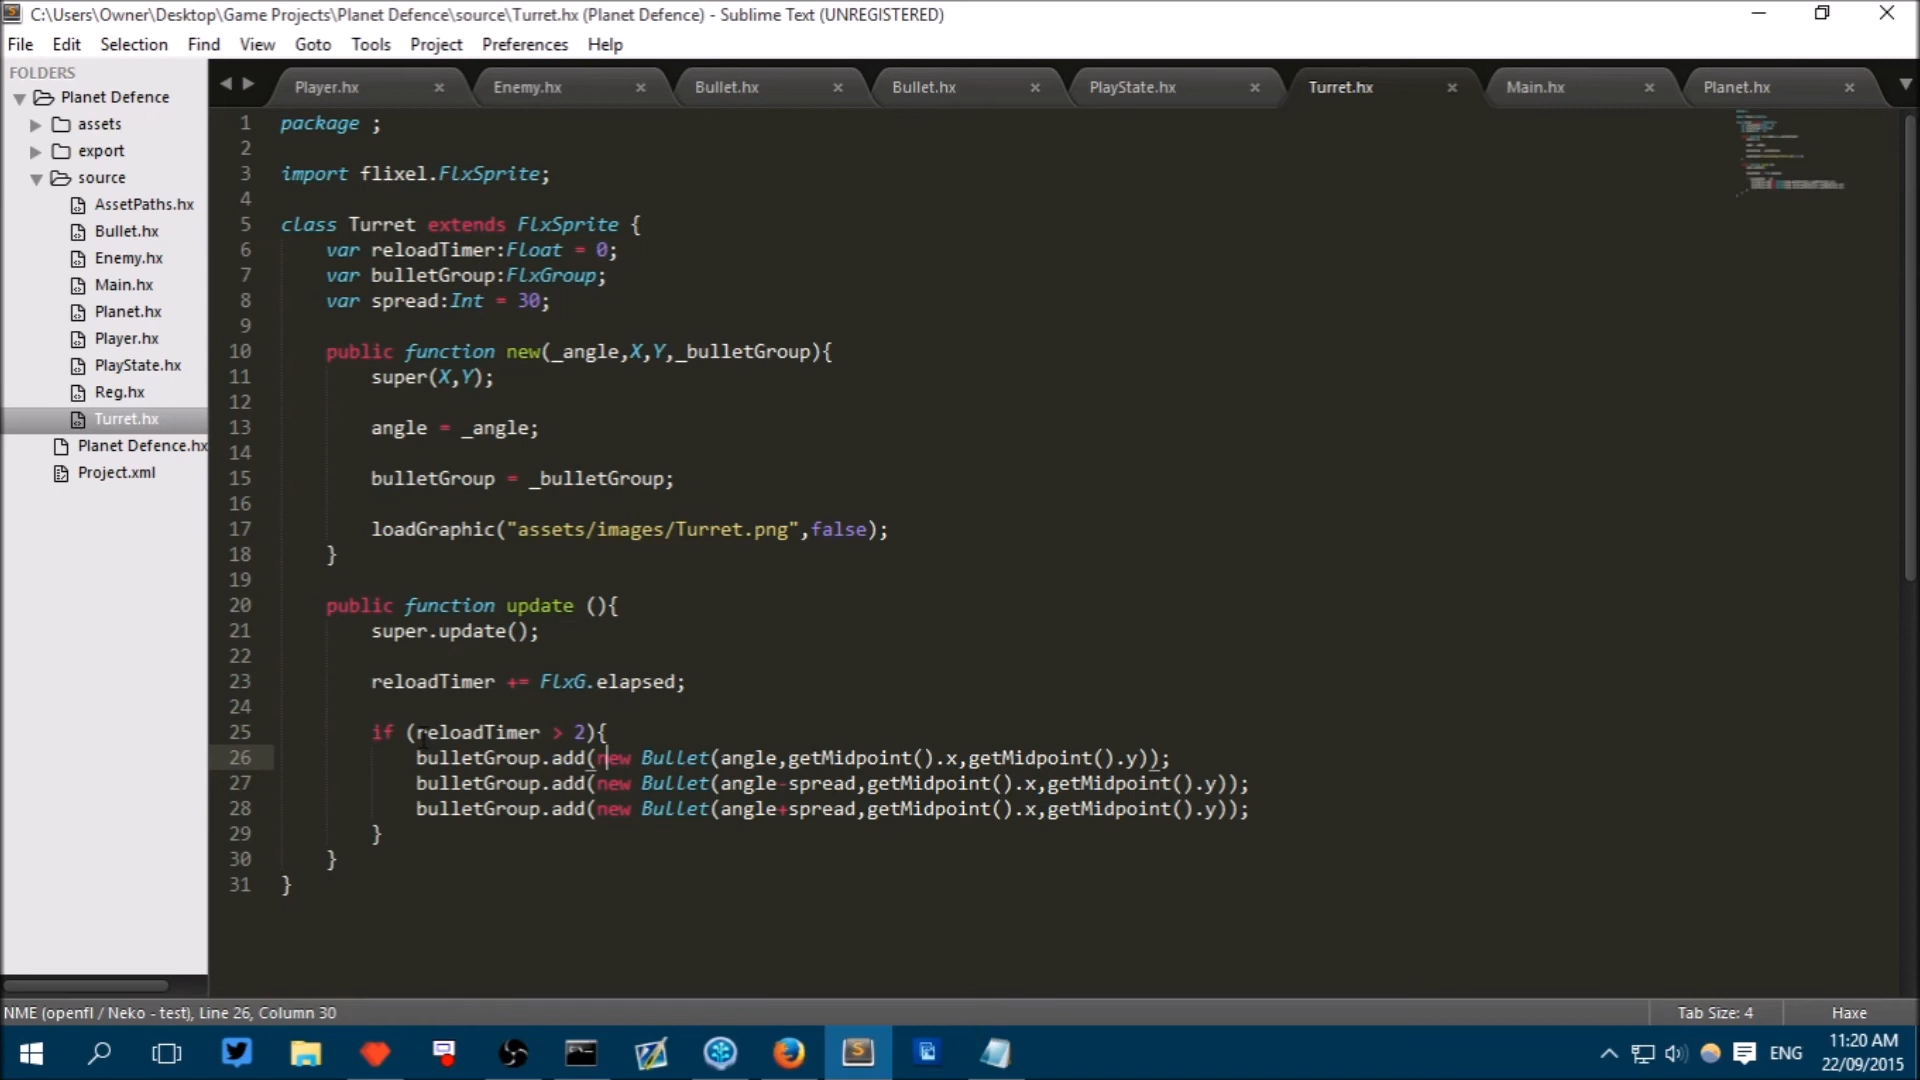 C:\Users\Owner\Desktop\Game Projects\Planet Defence\source\Turret.hx (Planet Defence) - Sublime Text (UNREGISTERED)
File Edit Selection Find View Goto Tools Project Preferences Help
FOLDERS
Planet Defence
assets
export
source
AssetPaths.hx
Bullet.hx
Enemy.hx
Main.hx
Planet.hx
Player.hx
PlayState.hx
Reg.hx
Turret.hx
Planet Defence.hx
Project.xml
Player.hx Enemy.hx Bullet.hx Bullet.hx PlayState.hx Turret.hx Main.hx Planet.hx
1 package ;
2
3 import flixel.FlxSprite;
4
5 class Turret extends FlxSprite {
6 var reloadTimer:Float = 0;
7 var bulletGroup:FlxGroup;
8 var spread:Int = 30;
9
10 public function new(_angle,X,Y,_bulletGroup){
11 super(X,Y);
12
13 angle = _angle;
14
15 bulletGroup = _bulletGroup;
16
17 loadGraphic("assets/images/Turret.png",false);
18 }
19
20 public function update (){
21 super.update();
22
23 reloadTimer += FlxG.elapsed;
24
25 if (reloadTimer > 2){
26 bulletGroup.add(new Bullet(angle,getMidpoint().x,getMidpoint().y));
27 bulletGroup.add(new Bullet(angle-spread,getMidpoint().x,getMidpoint().y));
28 bulletGroup.add(new Bullet(angle+spread,getMidpoint().x,getMidpoint().y));
29 }
30 }
31 }
NME (openfl / Neko - test), Line 26, Column 30 Tab Size: 4 Haxe
ENG 11:20 AM
22/09/2015